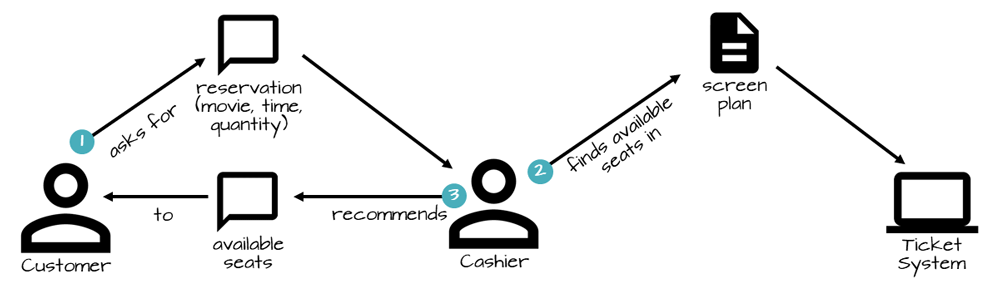 1
asks for
reservation
(movie, time,
quantity)
2
finds available
seats in
screen
plan
3
recommends
to
available
seats
Customer
Cashier
Ticket
System